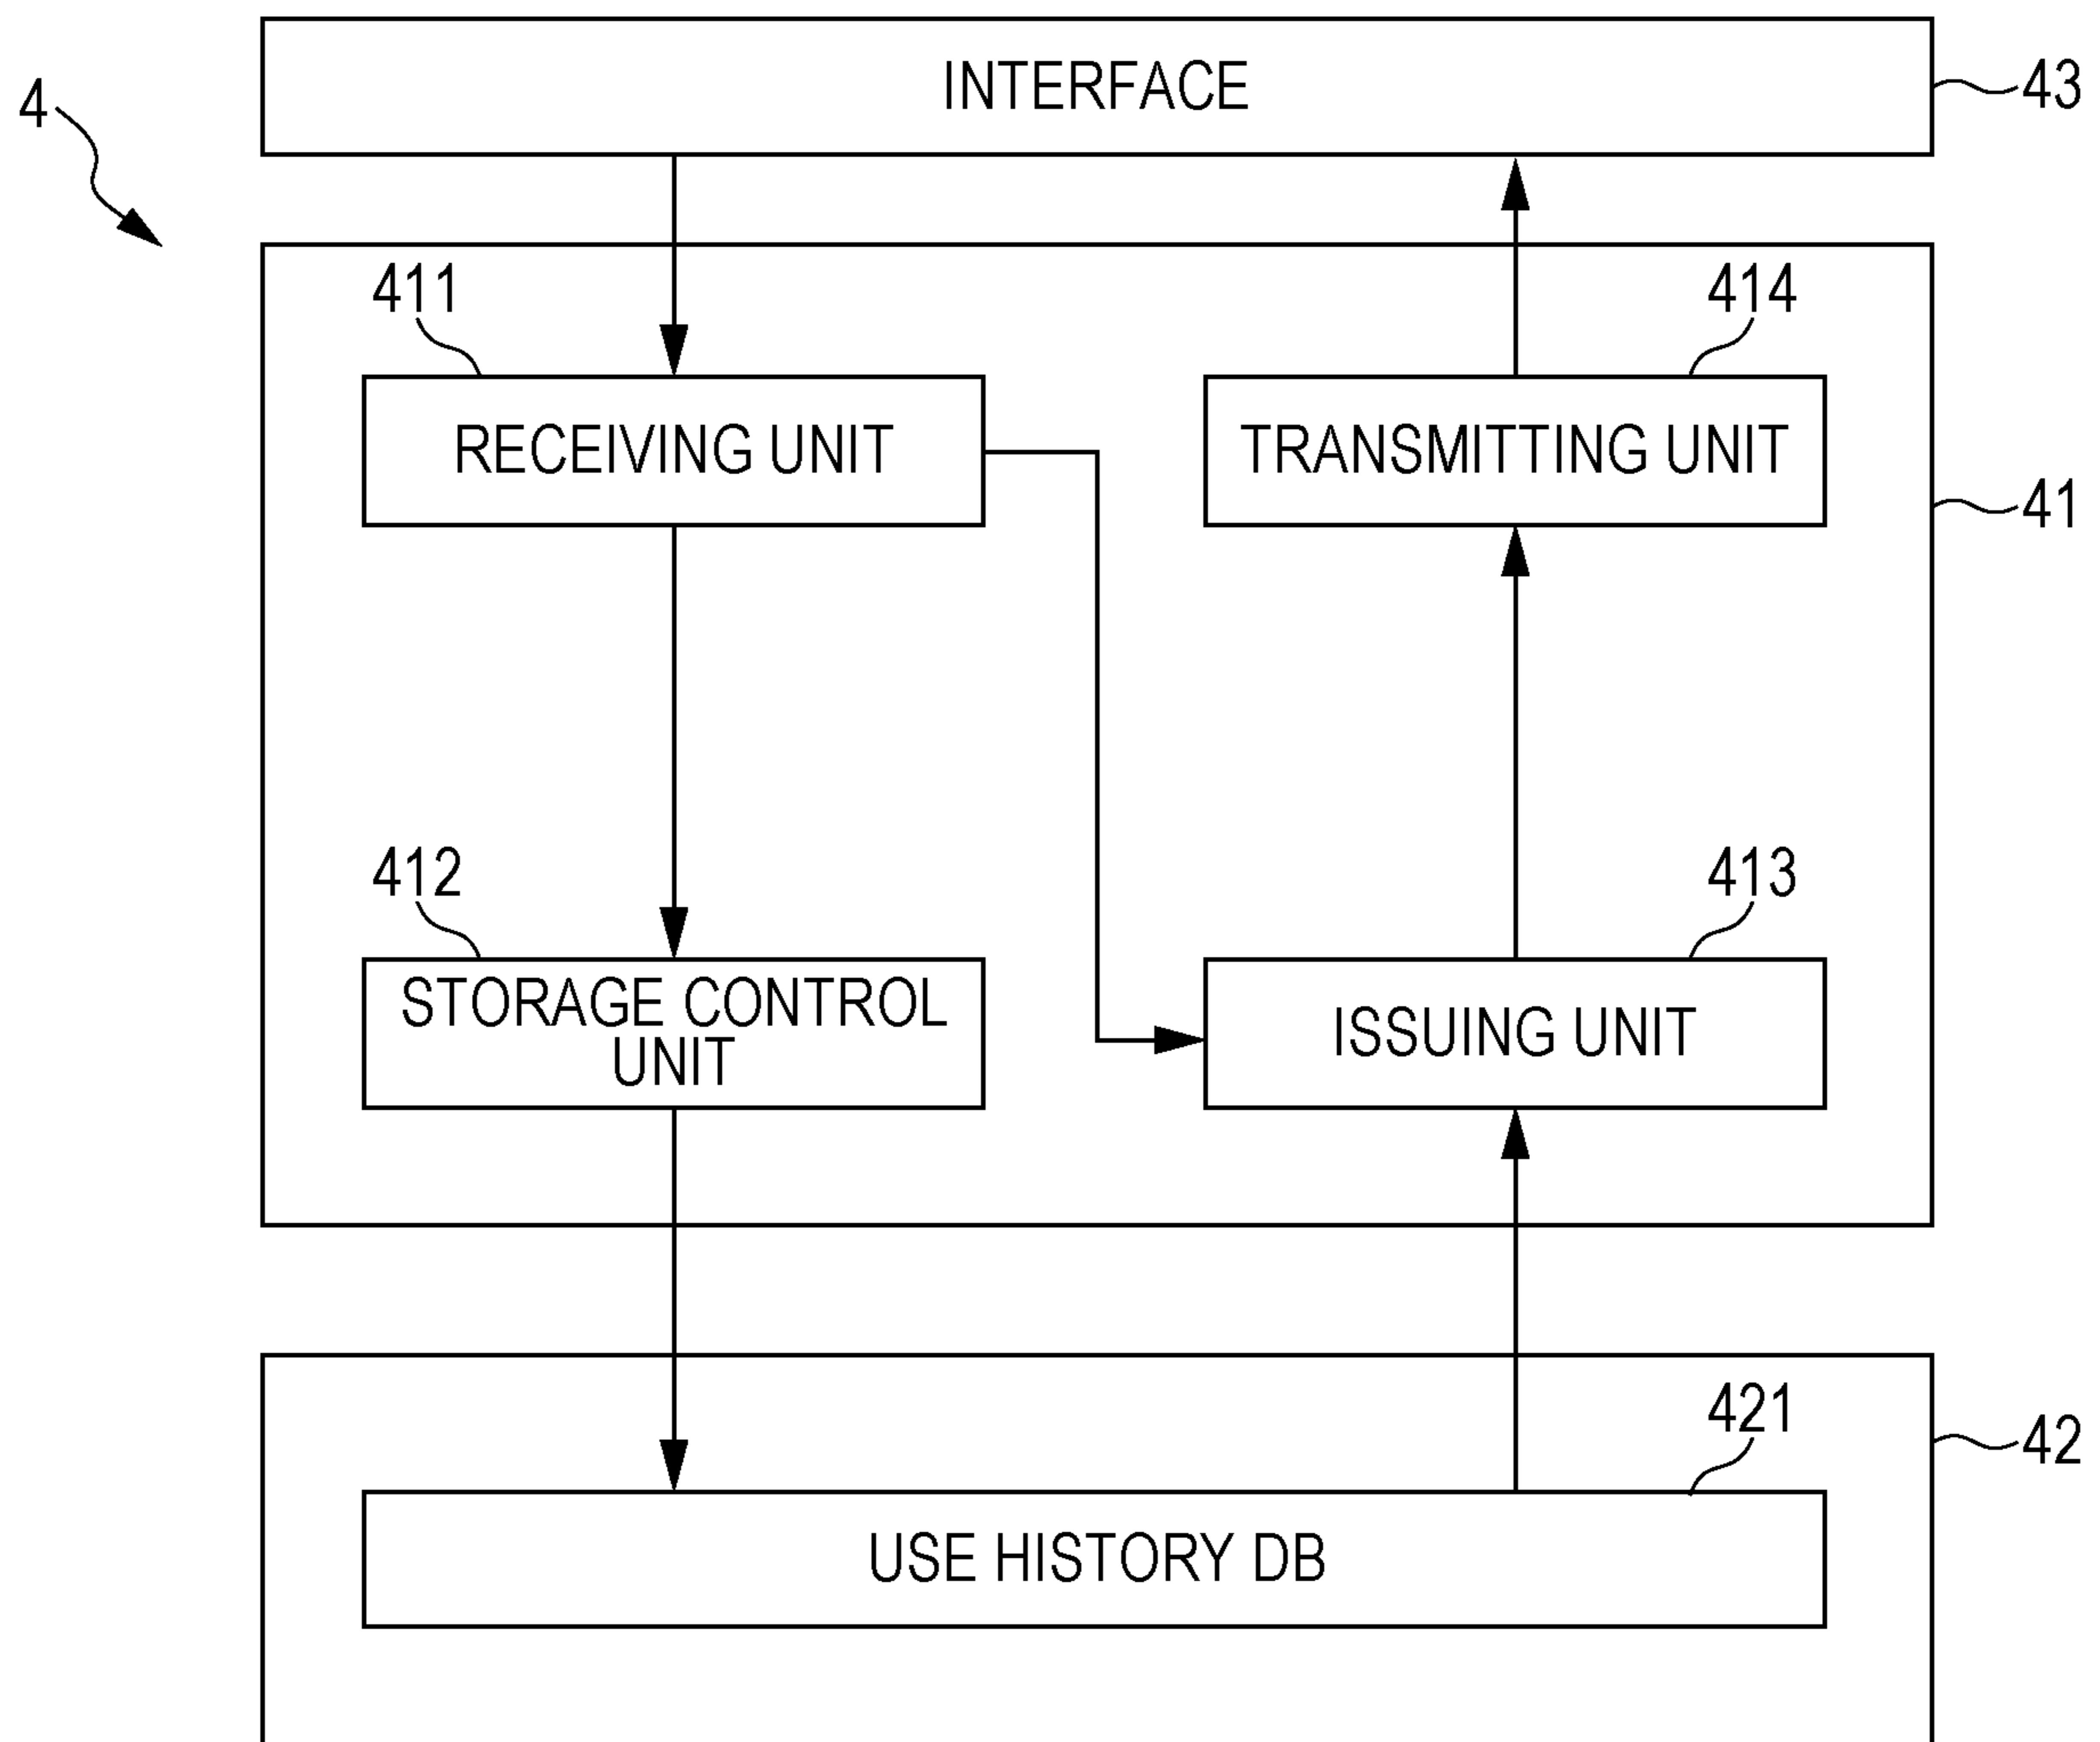 INTERFACE
43
4
411
414
RECEIVING UNIT
TRANSMITTING UNIT
41
412
413
STORAGE CONTROL
UNIT
ISSUING UNIT
421
42
USE HISTORY DB